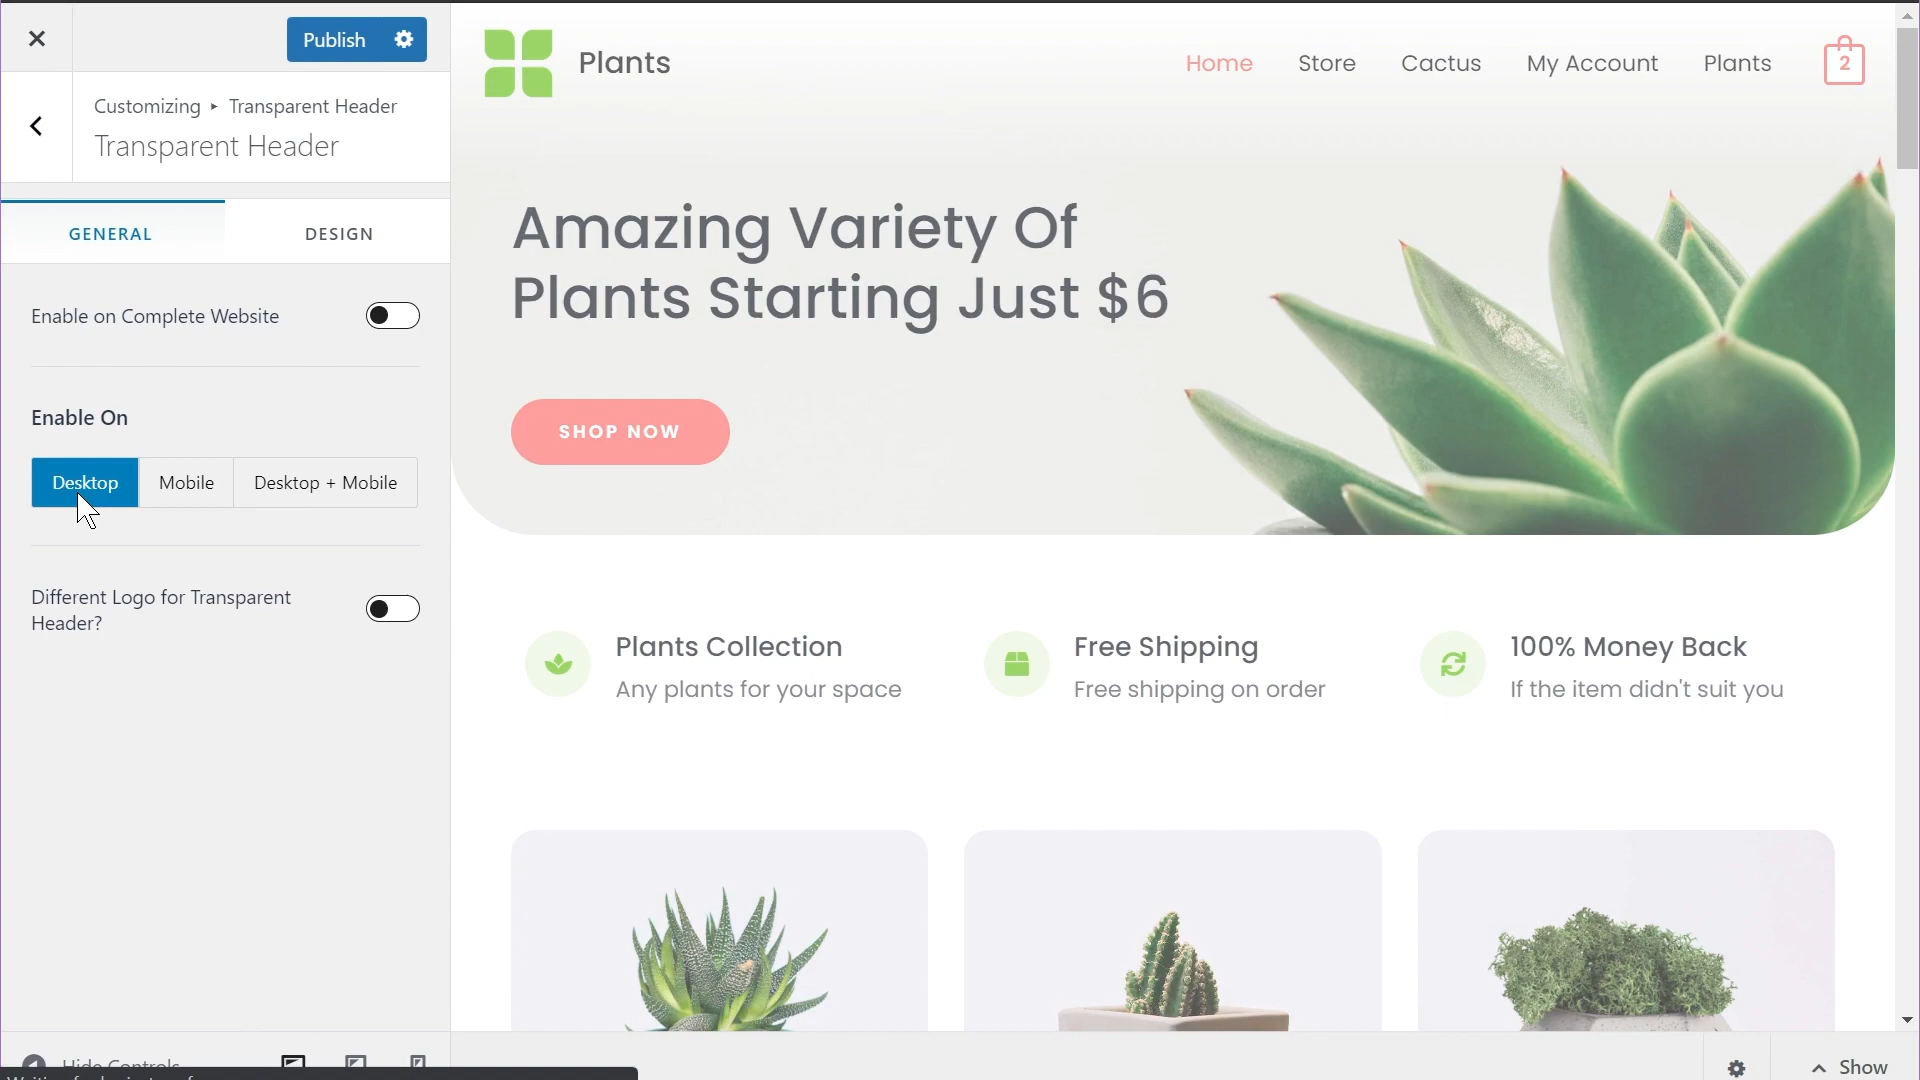 Publish
Customizing ▸ Transparent Header
Transparent Header
GENERAL
DESIGN
Enable on Complete Website
Enable On
Desktop
Mobile
Desktop + Mobile
Different Logo for Transparent
Header?
Hide Controls
Plants
Home
Store
Cactus
My Account
Plants
2
Amazing Variety Of
Plants Starting Just $6
SHOP NOW
Plants Collection
Any plants for your space
Free Shipping
Free shipping on order
100% Money Back
If the item didn't suit you
Show